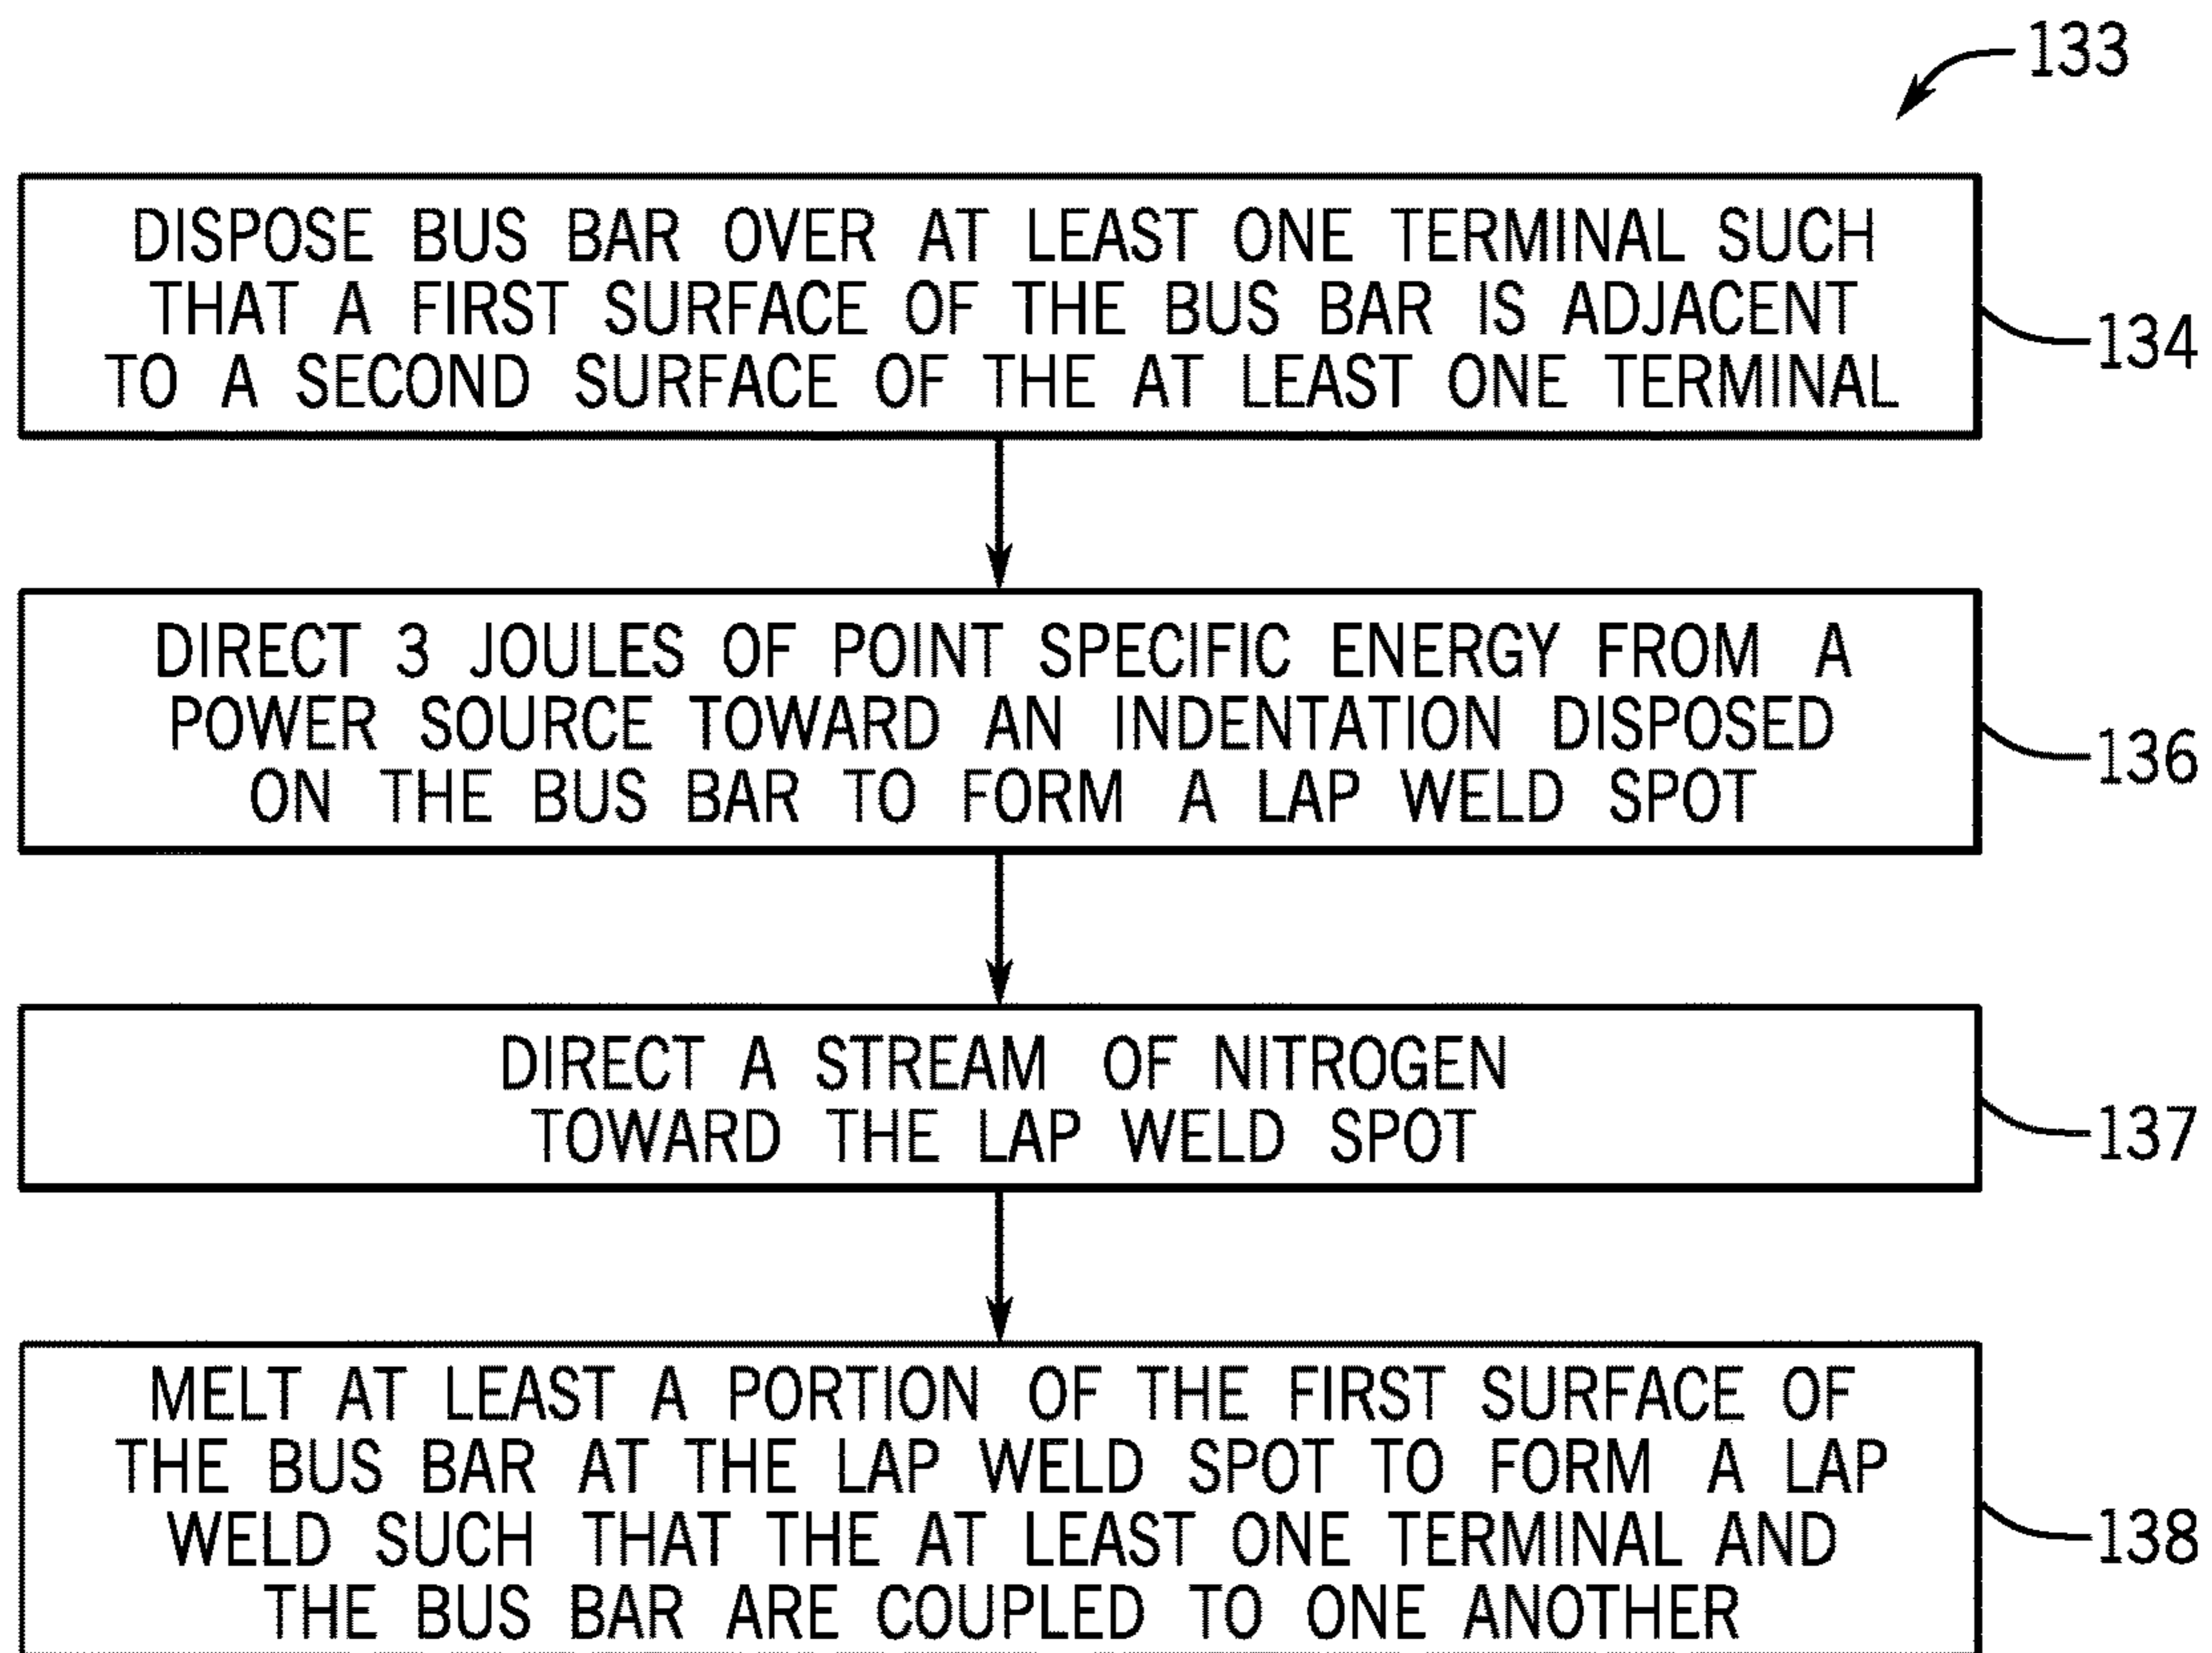 133
DISPOSE BUS BAR OVER AT LEAST ONE TERMINAL SUCH
THAT A FIRST SURFACE OF THE BUS BAR IS ADJACENT
TO A SECOND SURFACE OF THE AT LEAST ONE TERMINAL
134
DIRECT 3 JOULES OF POINT SPECIFIC ENERGY FROM A
POWER SOURCE TOWARD AN INDENTATION DISPOSED
ON THE BUS BAR TO FORM A LAP WELD SPOT
136
DIRECT A STREAM OF NITROGEN
TOWARD THE LAP WELD SPOT
137
MELT AT LEAST A PORTION OF THE FIRST SURFACE OF
THE BUS BAR AT THE LAP WELD SPOT TO FORM A LAP
WELD SUCH THAT THE AT LEAST ONE TERMINAL AND
THE BUS BAR ARE COUPLED TO ONE ANOTHER
138